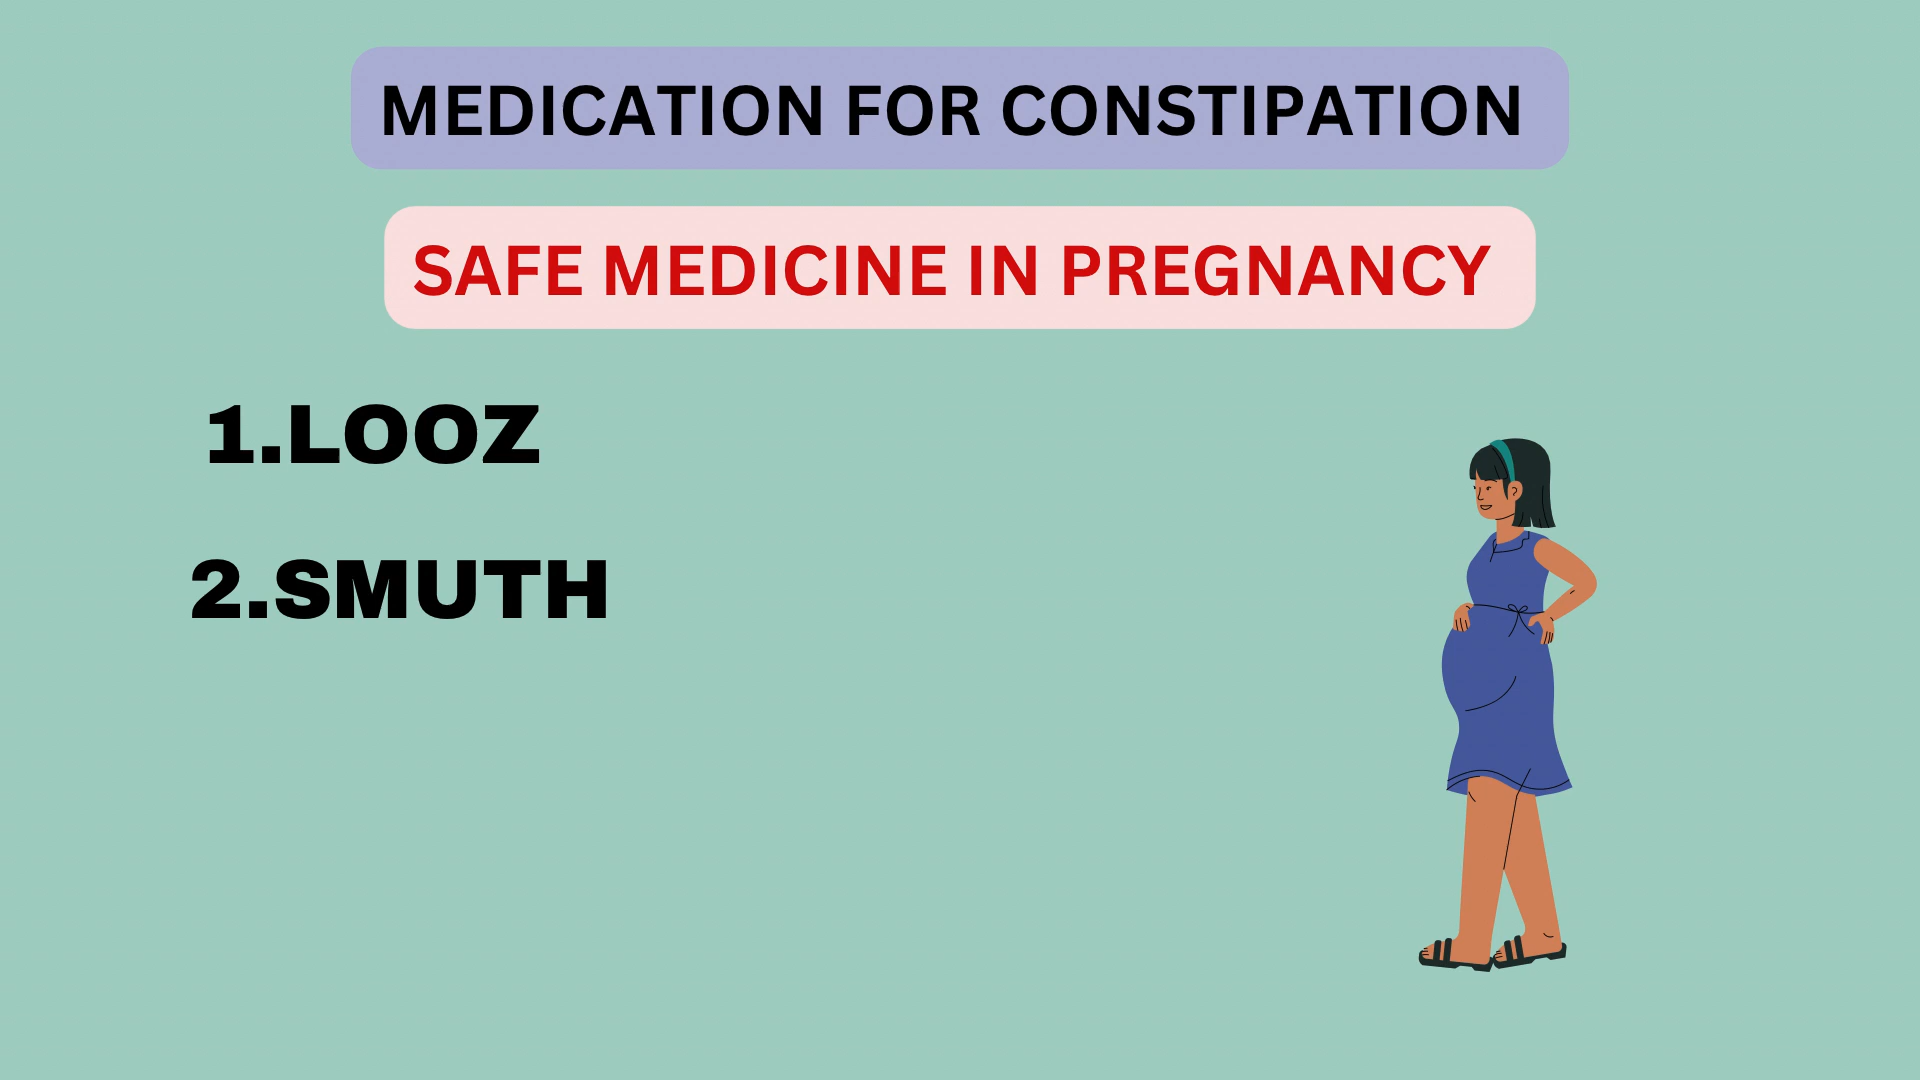 MEDICATION FOR CONSTIPATION
SAFE MEDICINE IN PREGNANCY
1.LOOZ
2.SMUTH